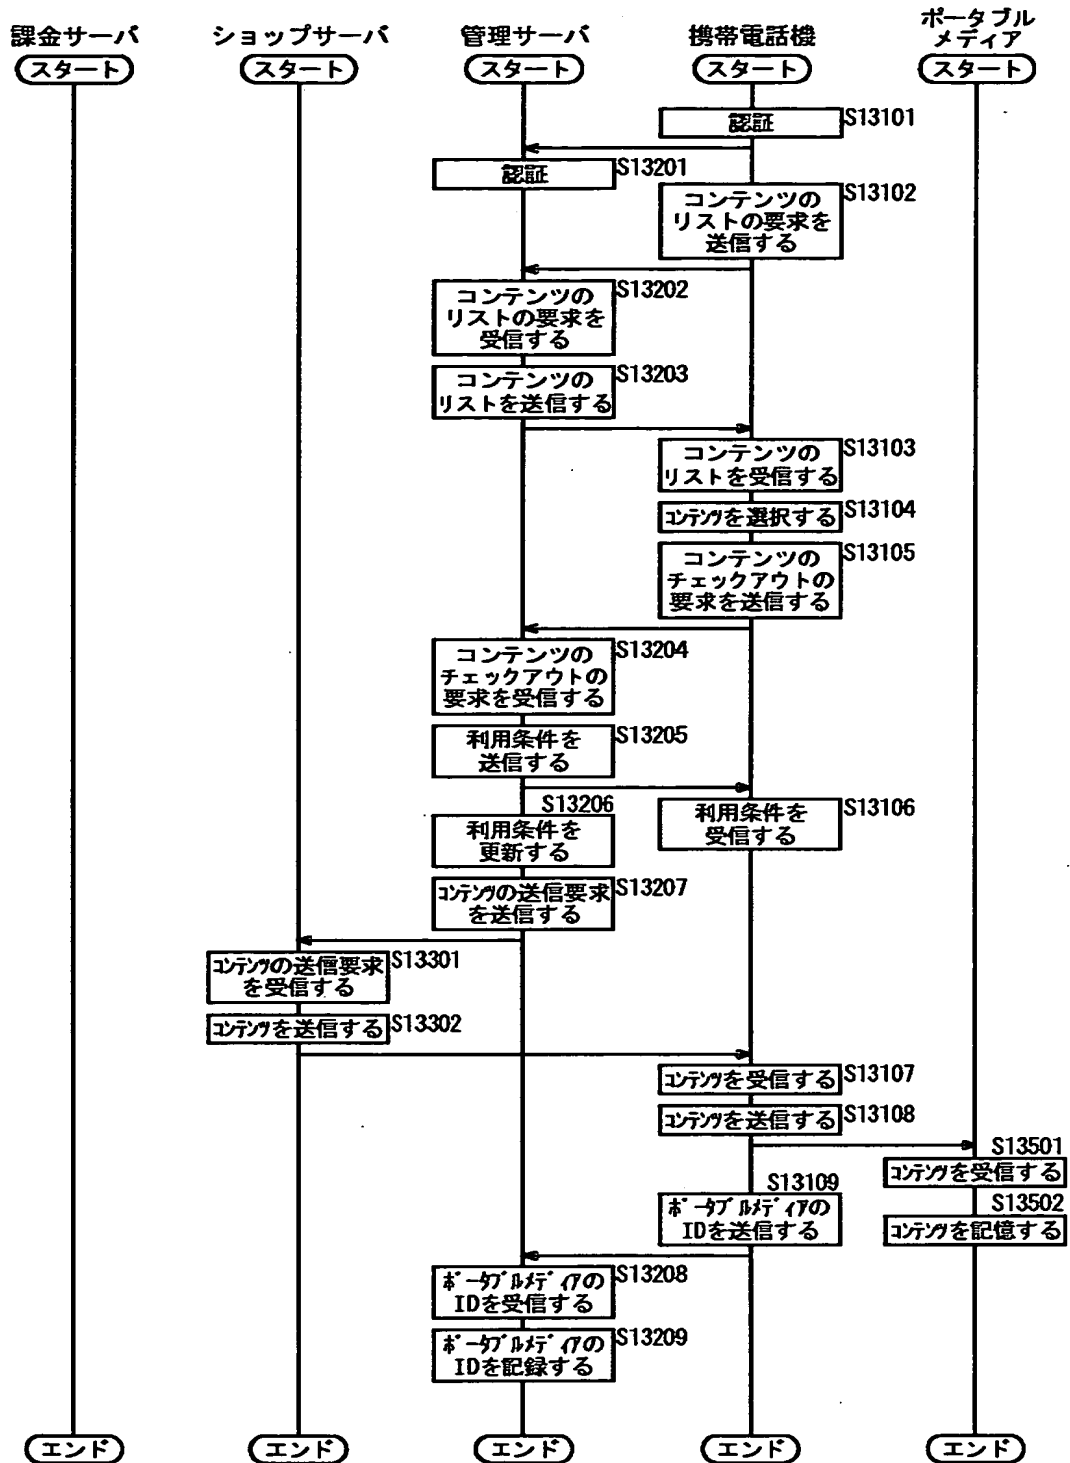 課金サーバ
ショップサーバ
管理サーバ
携帯電話機
ポータブル
メディア
スタート
スタート
スタート
スタート
スタート
認証
S13101
認証
S13201
コンテンツの
リストの要求を
送信する
S13102
コンテンツの
リストの要求を
受信する
S13202
コンテンツの
リストを送信する
S13203
コンテンツの
リストを受信する
S13103
コンテンツを選択する
S13104
コンテンツの
チェックアウトの
要求を送信する
S13105
コンテンツの
チェックアウトの
要求を受信する
S13204
利用条件を
送信する
S13205
利用条件を
受信する
S13106
S13206
利用条件を
更新する
コンテンツの送信要求
を送信する
S13207
コンテンツの送信要求
を受信する
S13301
コンテンツを送信する
S13302
コンテンツを受信する
S13107
コンテンツを送信する
S13108
S13501
コンテンツを受信する
S13502
コンテンツを記憶する
S13109
ポータブルメディアの
IDを送信する
ポータブルメディアの
IDを受信する
S13208
ポータブルメディアの
IDを記録する
S13209
エンド
エンド
エンド
エンド
エンド